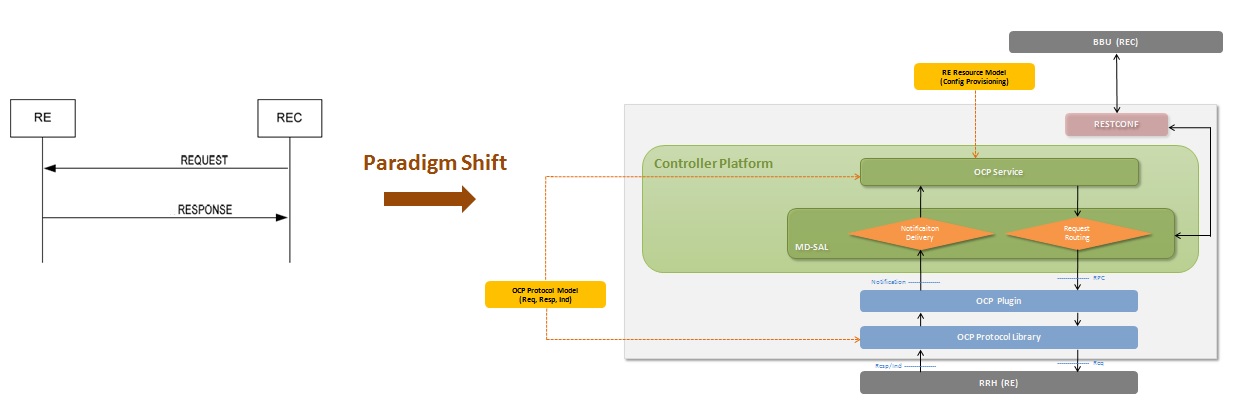 RE
REC
REQUEST
RESPONSE
Paradigm Shift
BBU (REC)
RE Resource Model
(Config Provisioning)
RESTCONF
Controller Platform
OCP Service
Notificaiton
Delivery
Request
Routing
MD-SAL
OCP Protocol Model
(Req, Resp, Ind)
Notification
RPC
OCP Plugin
OCP Protocol Library
Resp/Ind
Req
RRH (RE)